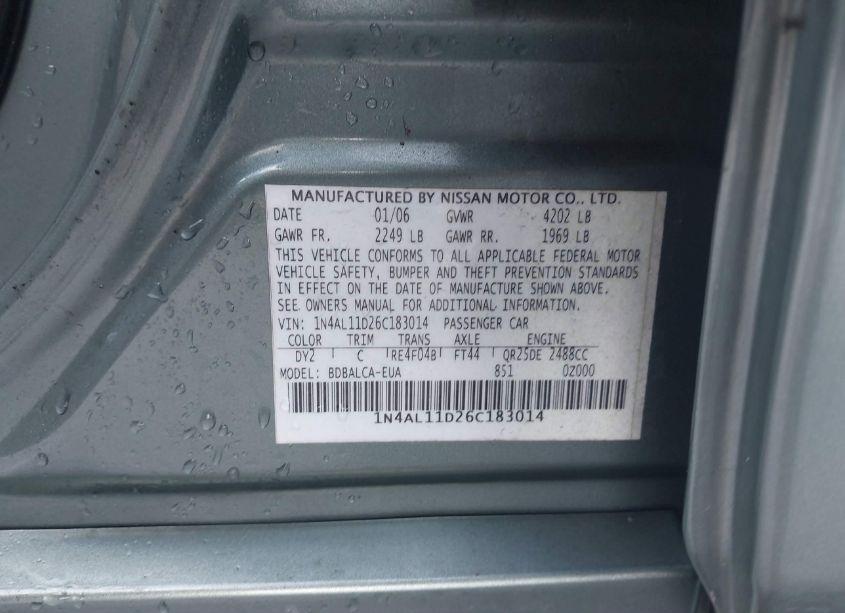 MANUFACTURED BY NISSAN MOTOR CO., LTD.
DATE 01/06 GVWR 4202 LB
GAWR FR. 2249 LB GAWR RR. 1969 LB
THIS VEHICLE CONFORMS TO ALL APPLICABLE FEDERAL MOTOR
VEHICLE SAFETY, BUMPER AND THEFT PREVENTION STANDARDS
IN EFFECT ON THE DATE OF MANUFACTURE SHOWN ABOVE.
SEE OWNERS MANUAL FOR ADDITIONAL INFORMATION.
VIN: 1N4AL11D26C183014 PASSENGER CAR
COLOR TRIM TRANS AXLE ENGINE
DY2 C RE4F04B FT44 QR25DE 2488CC
MODEL: BDBALCA-EUA 851 0Z000
1N4AL11D26C183014